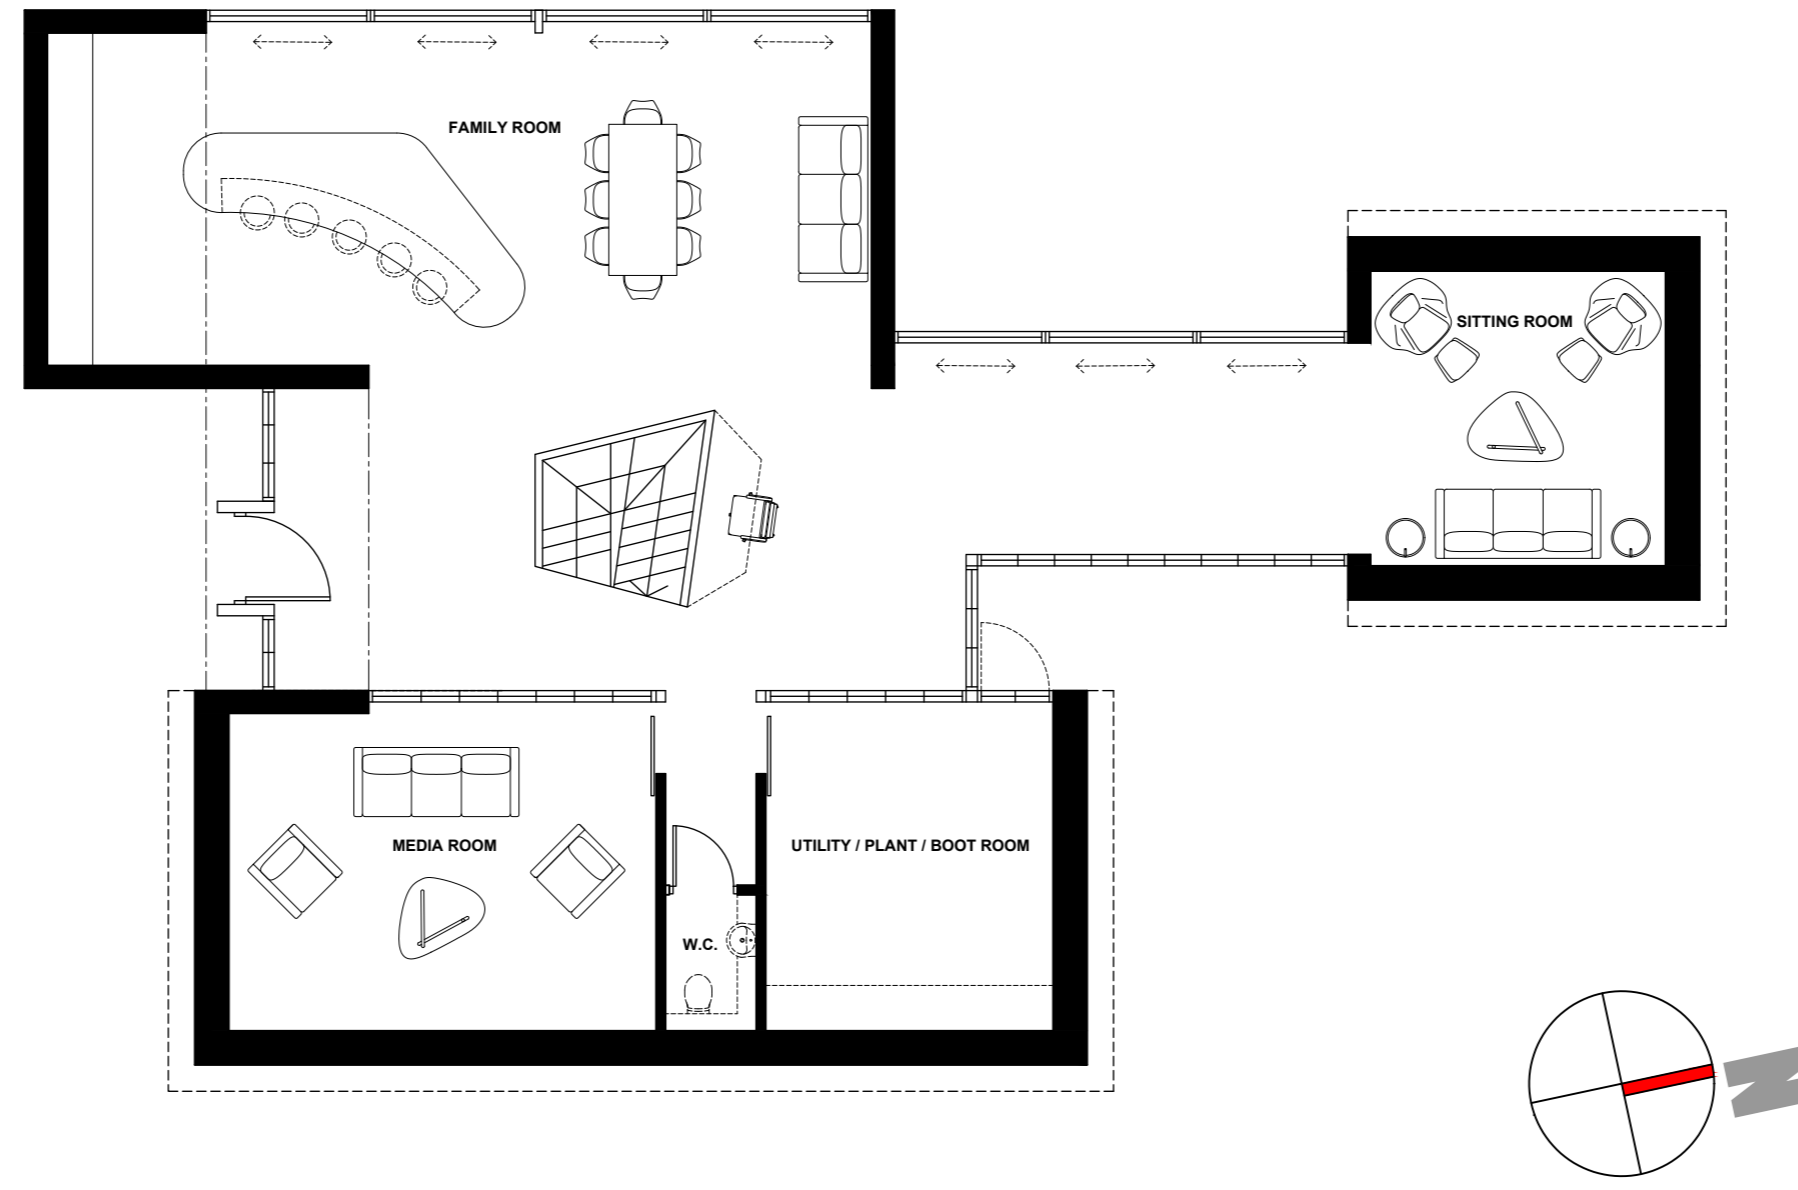 FAMILY ROOM
SITTING ROOM
MEDIA ROOM
UTILITY / PLANT / BOOT ROOM
W.C.
N